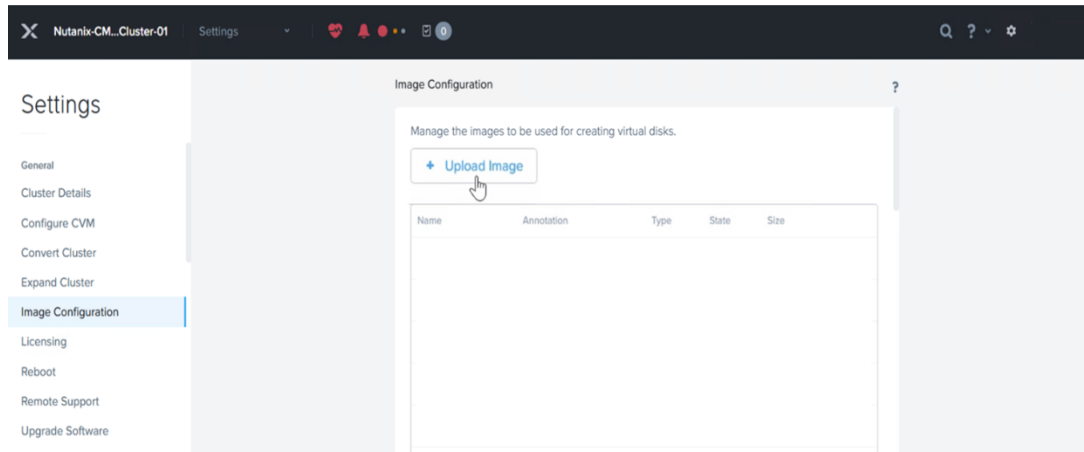 Nutanix-CM...Cluster-01 Settings 0 ?
Settings
General
Cluster Details
Configure CVM
Convert Cluster
Expand Cluster
Image Configuration
Licensing
Reboot
Remote Support
Upgrade Software
Image Configuration ?
Manage the images to be used for creating virtual disks.
+ Upload Image
Name Annotation Type State Size